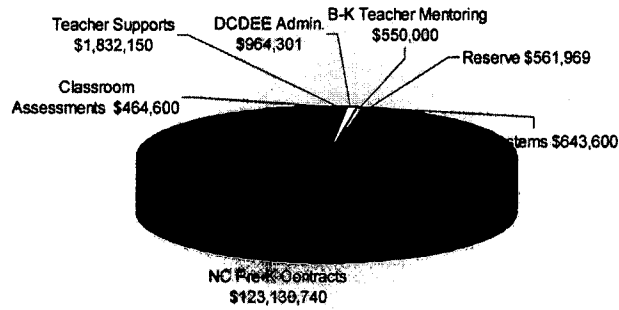 Teacher Supports
$1,832,150
DCDEE Admin.
$964,301
B-K Teacher Mentoring
$550,000
Reserve $561,969
Classroom
Assessments $464,600
$643,600
NC Pre-K Contracts
$123,130,740